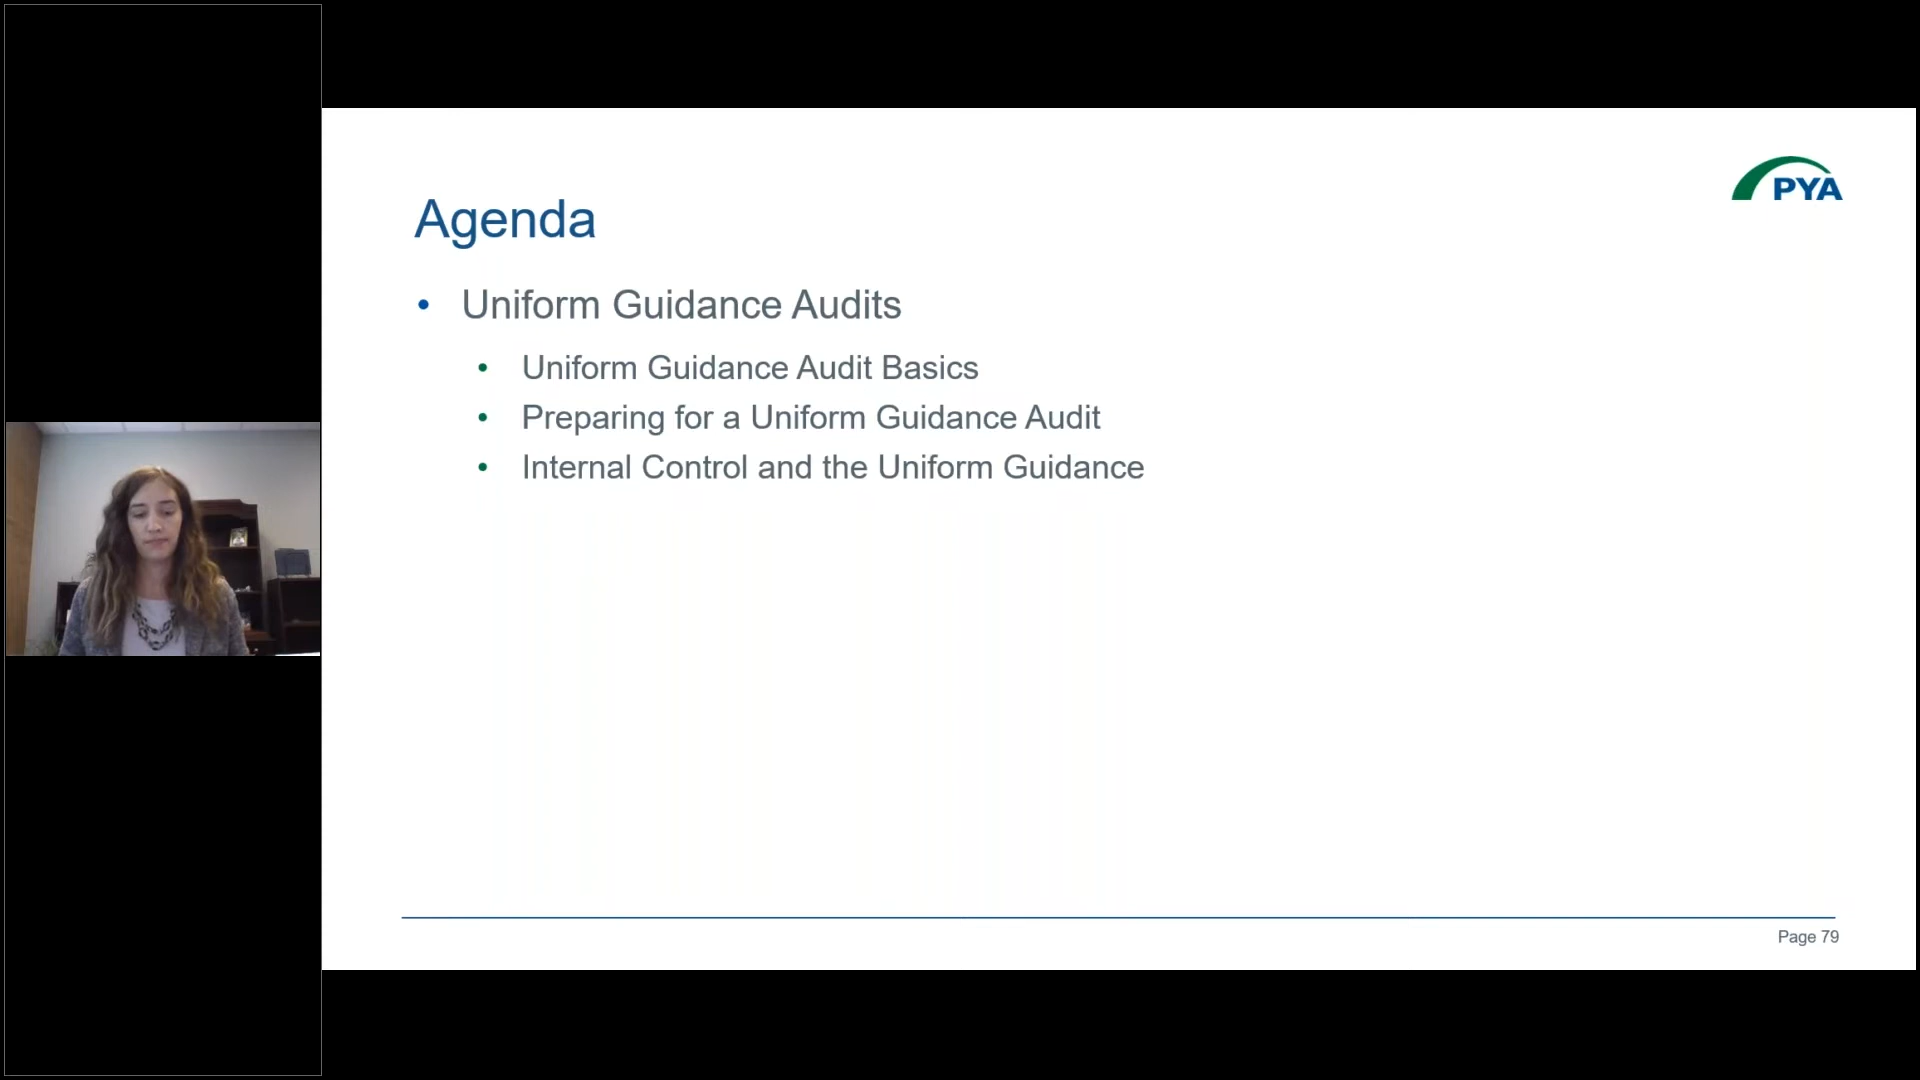 PYA
Agenda
• Uniform Guidance Audits
• Uniform Guidance Audit Basics
• Preparing for a Uniform Guidance Audit
• Internal Control and the Uniform Guidance
Page 79